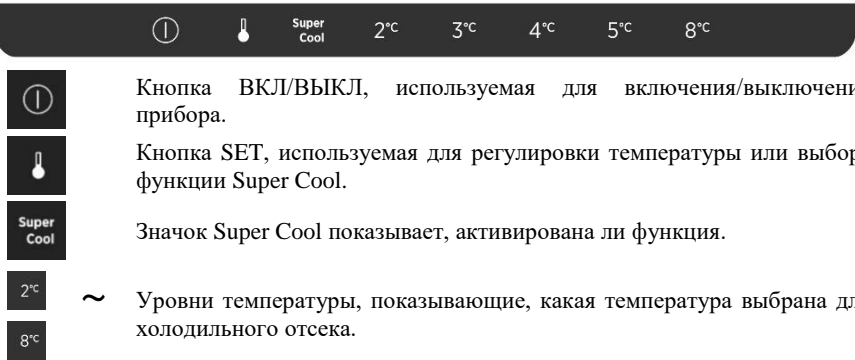 Super Cool 2°C 3°C 4°C 5°C 8°C
Кнопка ВКЛ/ВЫКЛ, используемая для включения/выключени
прибора.
Кнопка SET, используемая для регулировки температуры или выбор
функции Super Cool.
Super
Cool
Значок Super Cool показывает, активирована ли функция.
2°C
~ Уровни температуры, показывающие, какая температура выбрана дл
холодильного отсека.
8°C